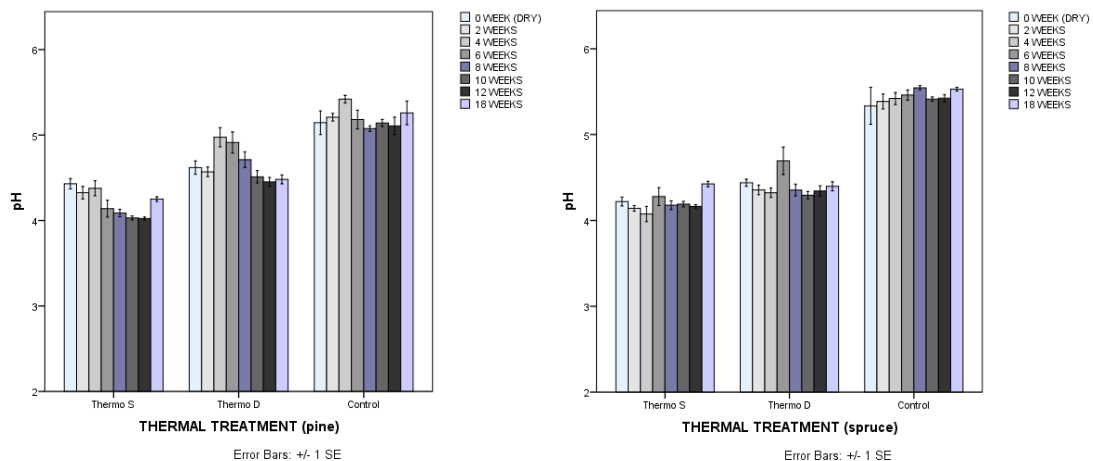 0 WEEK (DRY)
2 WEEKS
4 WEEKS
6 WEEKS
8 WEEKS
10 WEEKS
12 WEEKS
18 WEEKS
6
5
4
3
2
pH
Thermo S
Thermo D
Control
THERMAL TREATMENT (pine)
Error Bars: +/- 1 SE
0 WEEK (DRY)
2 WEEKS
4 WEEKS
6 WEEKS
8 WEEKS
10 WEEKS
12 WEEKS
18 WEEKS
6
5
4
3
2
pH
Thermo S
Thermo D
Control
THERMAL TREATMENT (spruce)
Error Bars: +/- 1 SE